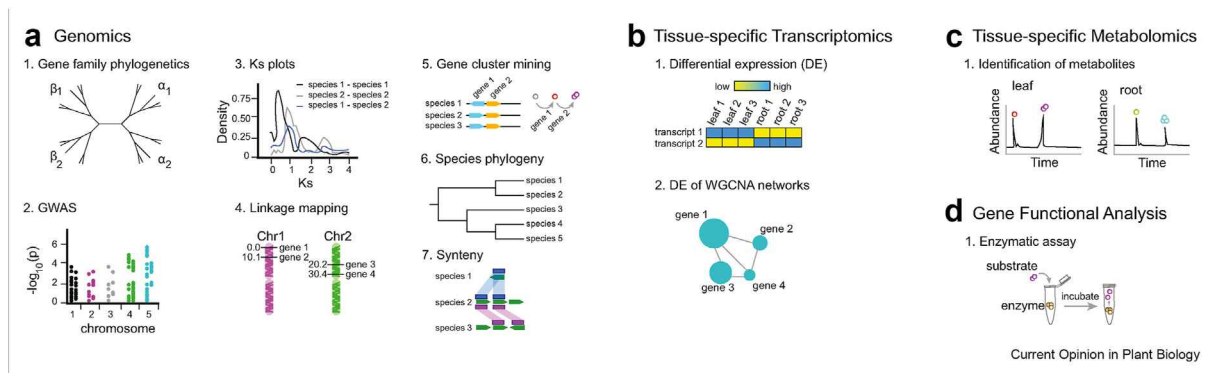 a Genomics
1. Gene family phylogenetics
β1
α1
β2
α2
2. GWAS
-log10(p)
6
4
2
0
1 2 3 4 5
chromosome
3. Ks plots
species 1 - species 1
species 2 - species 2
species 1 - species 2
Density
0.75
0.50
0.25
0
0 1 2 3 4
Ks
4. Linkage mapping
Chr1
Chr2
0.0 gene 1
10.1 gene 2
20.2 gene 3
30.4 gene 4
5. Gene cluster mining
gene 1
gene 2
species 1
species 2
species 3
gene 1
gene 2
6. Species phylogeny
species 1
species 2
species 3
species 4
species 5
7. Synteny
species 1
species 2
species 3
b Tissue-specific Transcriptomics
1. Differential expression (DE)
low high
leaf 1
leaf 2
leaf 3
root 1
root 2
root 3
transcript 1
transcript 2
2. DE of WGCNA networks
gene 1
gene 2
gene 3
gene 4
c Tissue-specific Metabolomics
1. Identification of metabolites
leaf
root
Abundance
Time
Abundance
Time
d Gene Functional Analysis
1. Enzymatic assay
substrate
enzyme
incubate
Current Opinion in Plant Biology